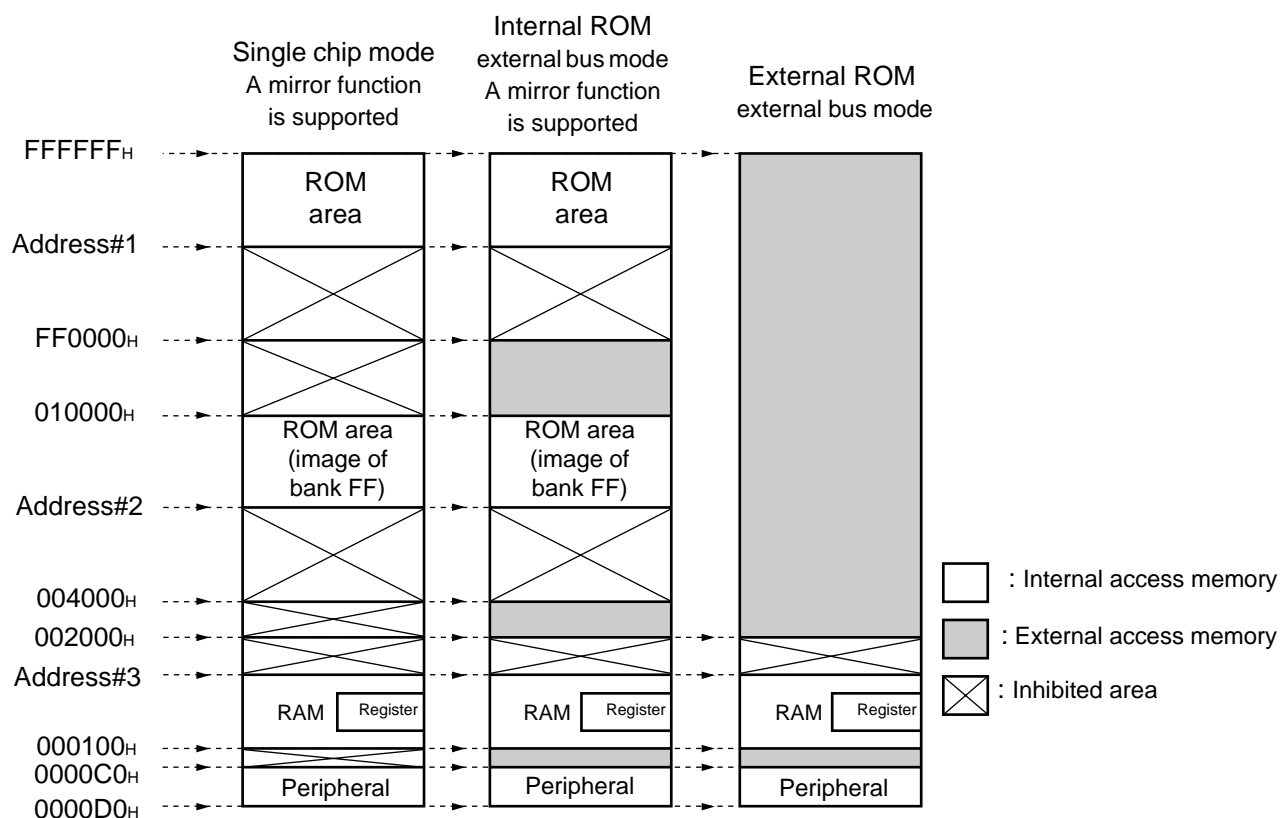 Single chip mode
A mirror function
is supported
Internal ROM
external bus mode
A mirror function
is supported
External ROM
external bus mode
FFFFFFH
Address#1
FF0000H
010000H
Address#2
004000H
002000H
Address#3
000100H
0000C0H
0000D0H
ROM
area
ROM area
(image of
bank FF)
RAM
Register
Peripheral
ROM
area
ROM area
(image of
bank FF)
RAM
Register
Peripheral
RAM
Register
Peripheral
: Internal access memory
: External access memory
: Inhibited area